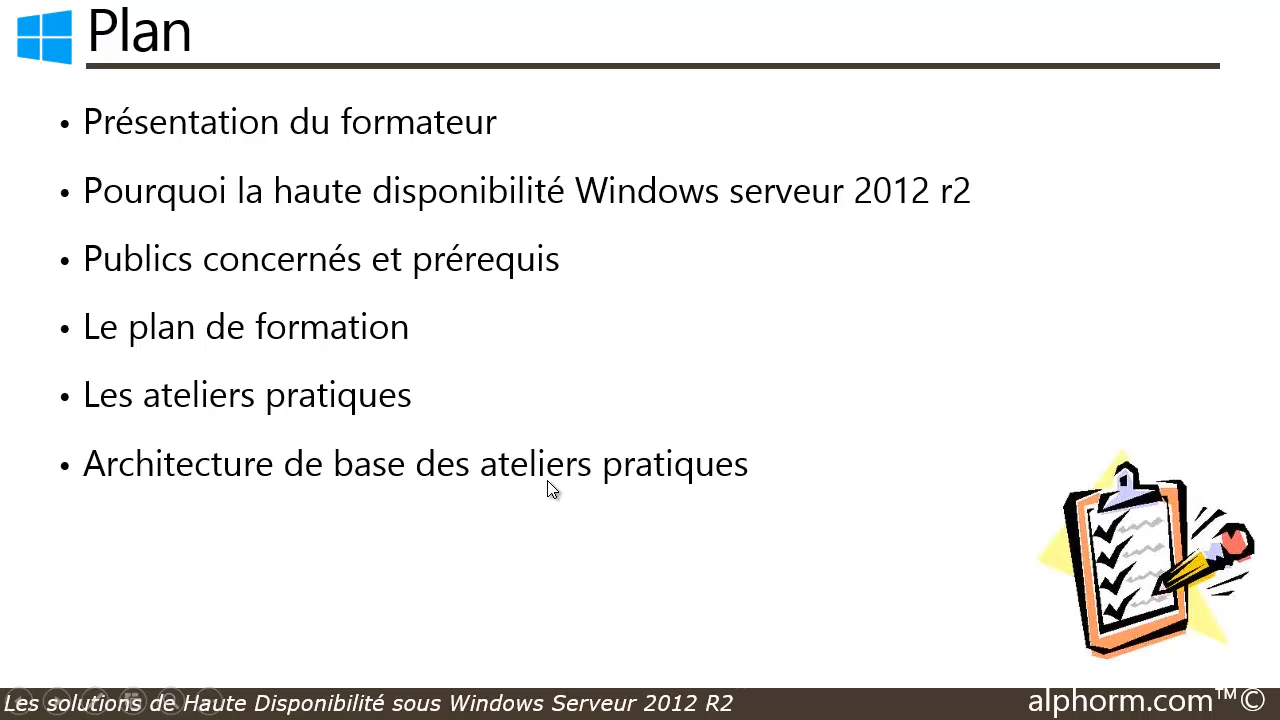 Plan
• Présentation du formateur
• Pourquoi la haute disponibilité Windows serveur 2012 r2
• Publics concernés et prérequis
• Le plan de formation
• Les ateliers pratiques
• Architecture de base des ateliers pratiques
Les solutions de Haute Disponibilité sous Windows Serveur 2012 R2
alphorm.com™©